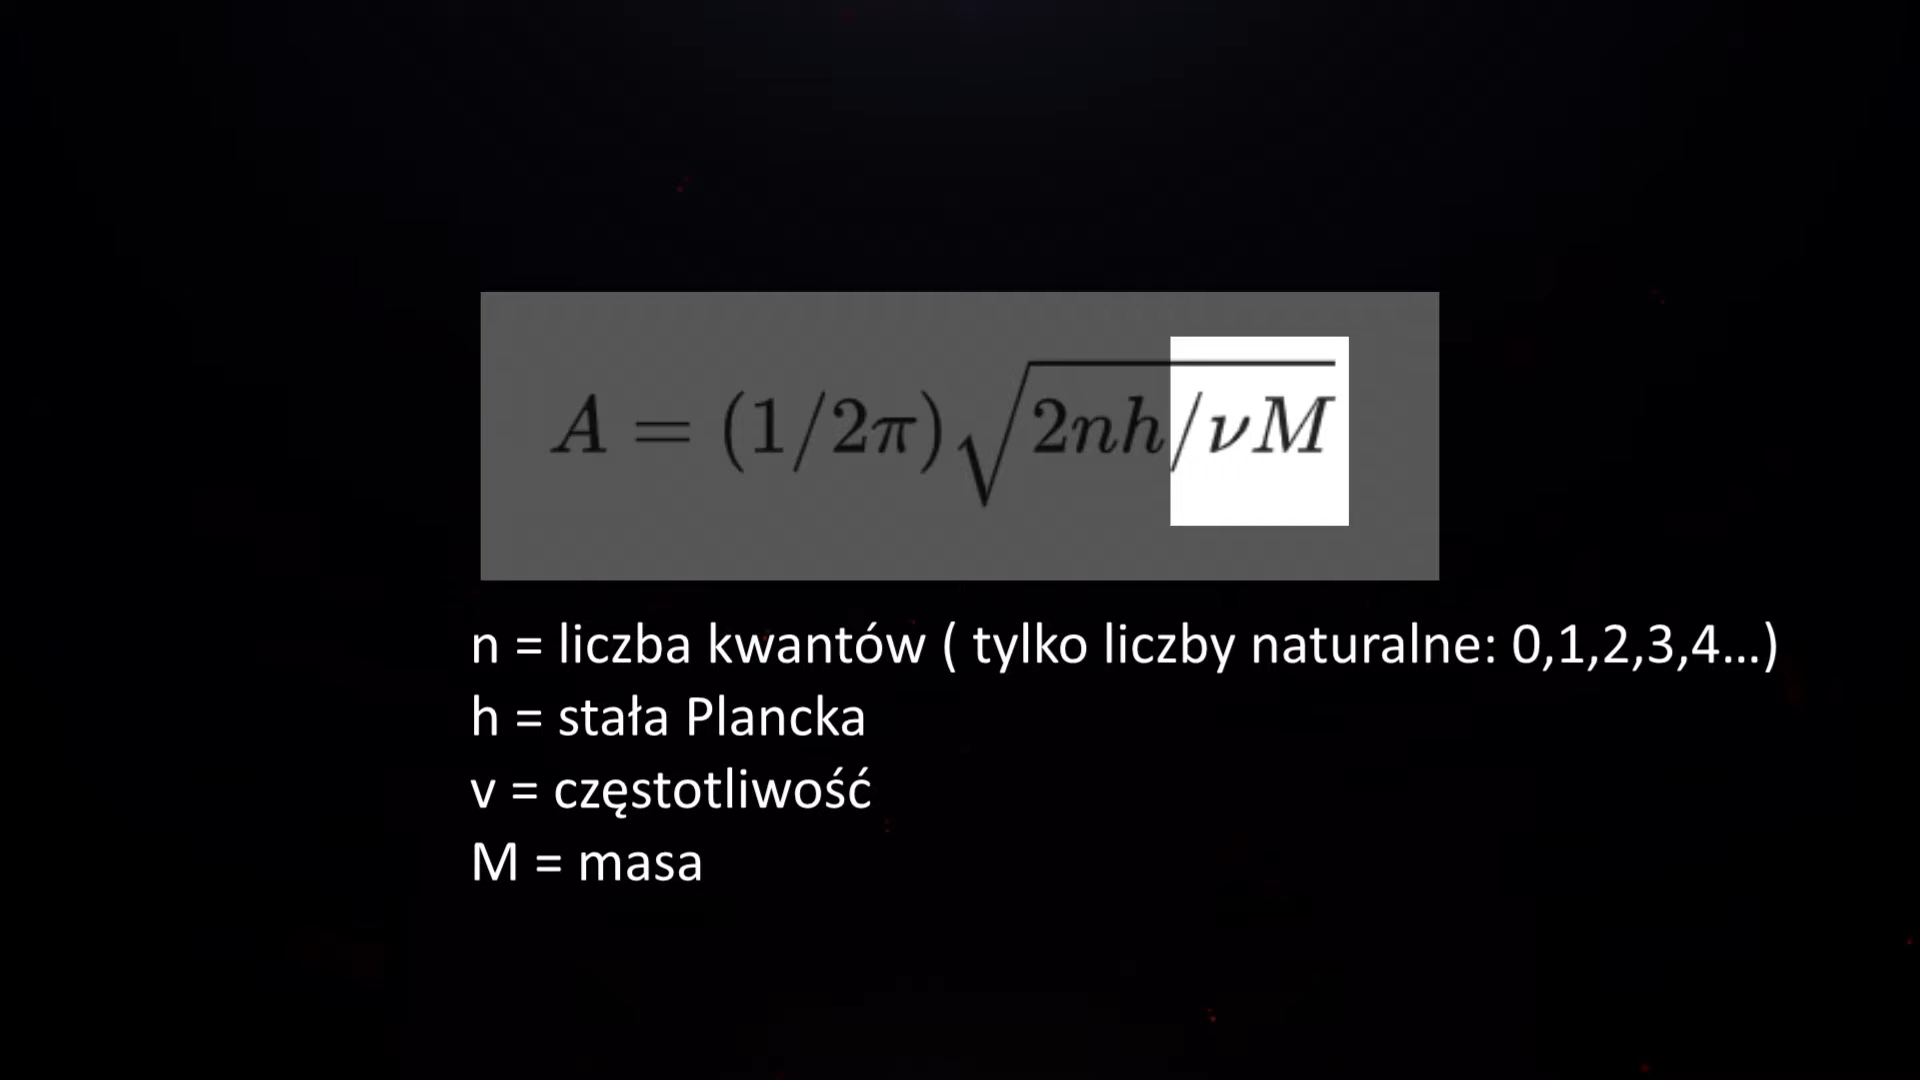 A = (1/2π)√2nh/νM
n = liczba kwantów ( tylko liczby naturalne: 0,1,2,3,4...)
h = stała Plancka
v = częstotliwość
M = masa